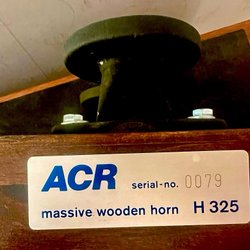 ACR serial-no. 0079
massive wooden horn H 325